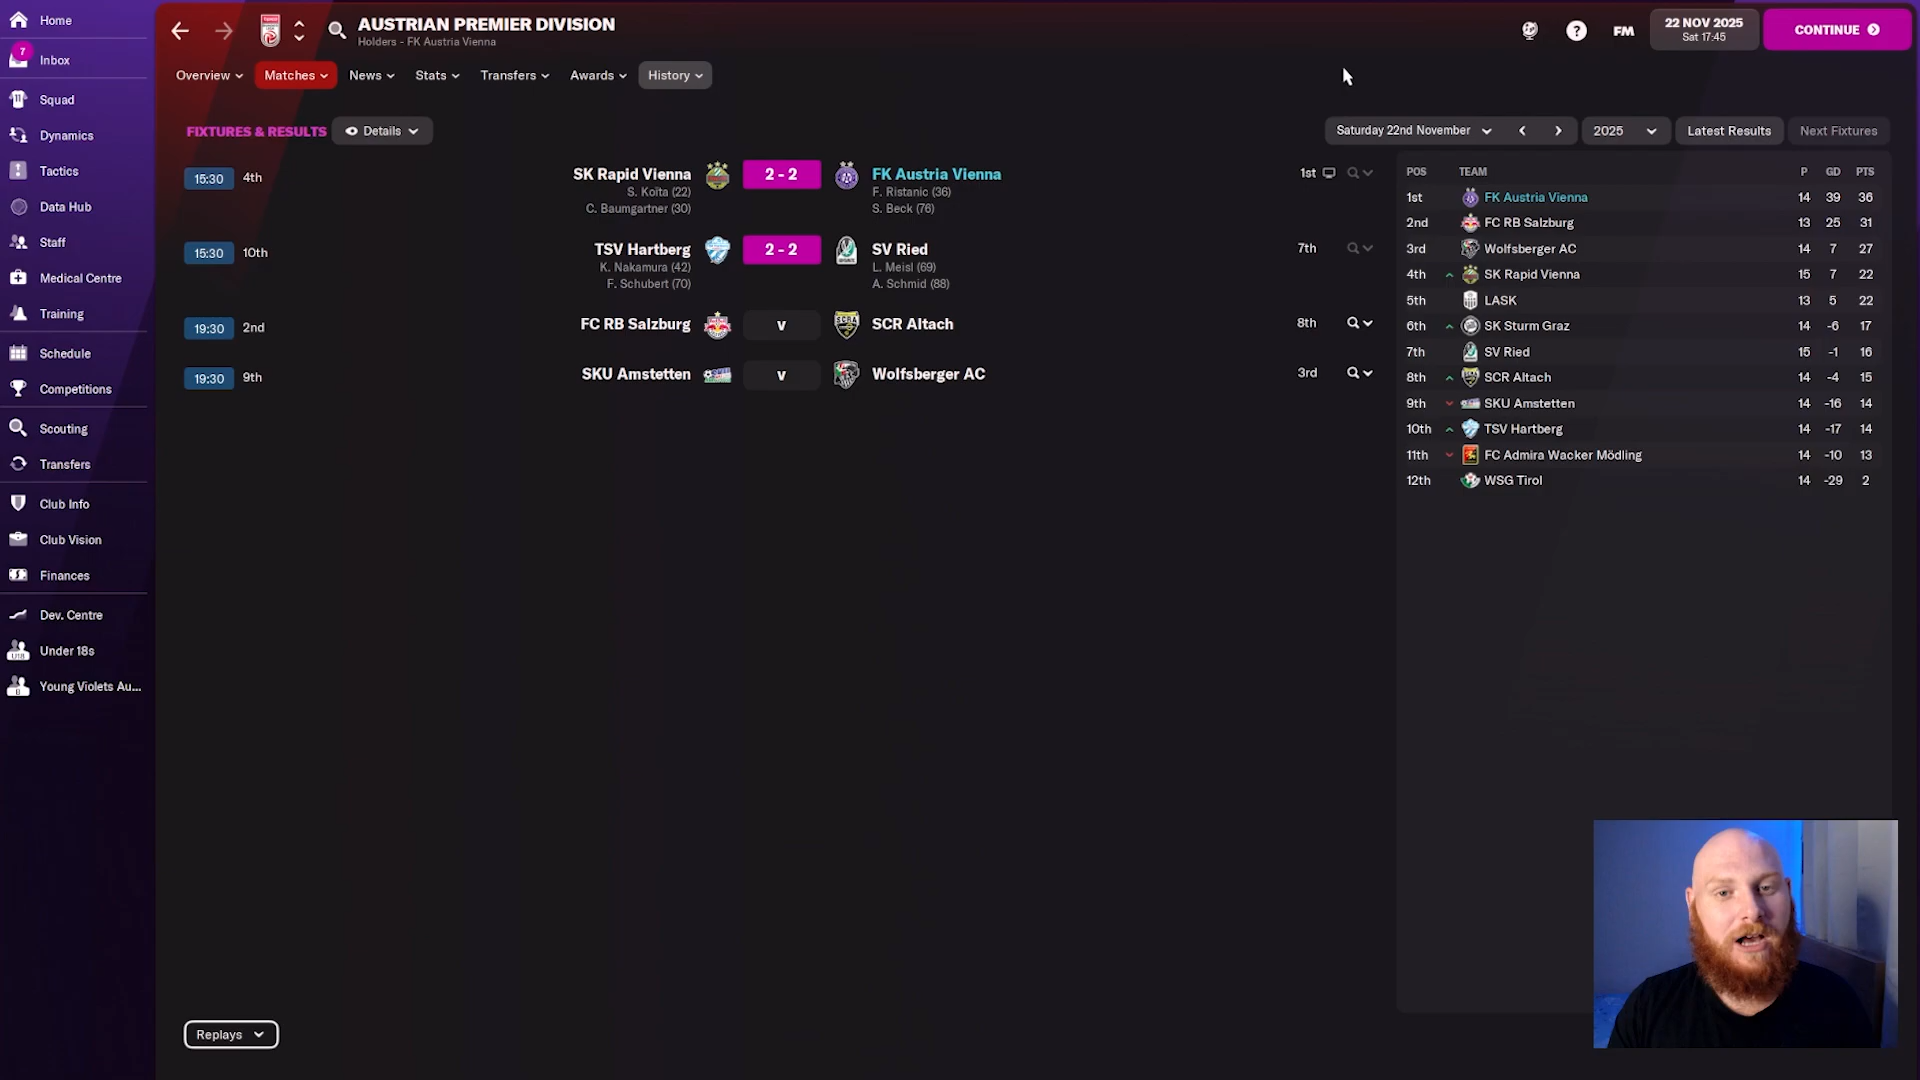 Home
7
Inbox
Squad
Dynamics
Tactics
Data Hub
Staff
Medical Centre
Training
Schedule
Competitions
Scouting
Transfers
Club Info
Club Vision
Finances
Dev. Centre
Under 18s
Young Violets Au...
AUSTRIAN PREMIER DIVISION
Holders - FK Austria Vienna
FM
22 NOV 2025
Sat 17:45
CONTINUE
Overview
Matches
News
Stats
Transfers
Awards
History
FIXTURES & RESULTS
Details
Saturday 22nd November
2025
Latest Results
Next Fixtures
15:30 4th SK Rapid Vienna 2 - 2 FK Austria Vienna 1st
S. Koïta (22) F. Ristanic (36)
C. Baumgartner (30) S. Beck (76)
15:30 10th TSV Hartberg 2 - 2 SV Ried 7th
K. Nakamura (42) L. Meisl (69)
F. Schubert (70) A. Schmid (88)
19:30 2nd FC RB Salzburg v SCR Altach 8th
19:30 9th SKU Amstetten v Wolfsberger AC 3rd
POS TEAM P GD PTS
1st FK Austria Vienna 14 39 36
2nd FC RB Salzburg 13 25 31
3rd Wolfsberger AC 14 7 27
4th SK Rapid Vienna 15 7 22
5th LASK 13 5 22
6th SK Sturm Graz 14 -6 17
7th SV Ried 15 -1 16
8th SCR Altach 14 -4 15
9th SKU Amstetten 14 -16 14
10th TSV Hartberg 14 -17 14
11th FC Admira Wacker Mödling 14 -10 13
12th WSG Tirol 14 -29 2
Replays